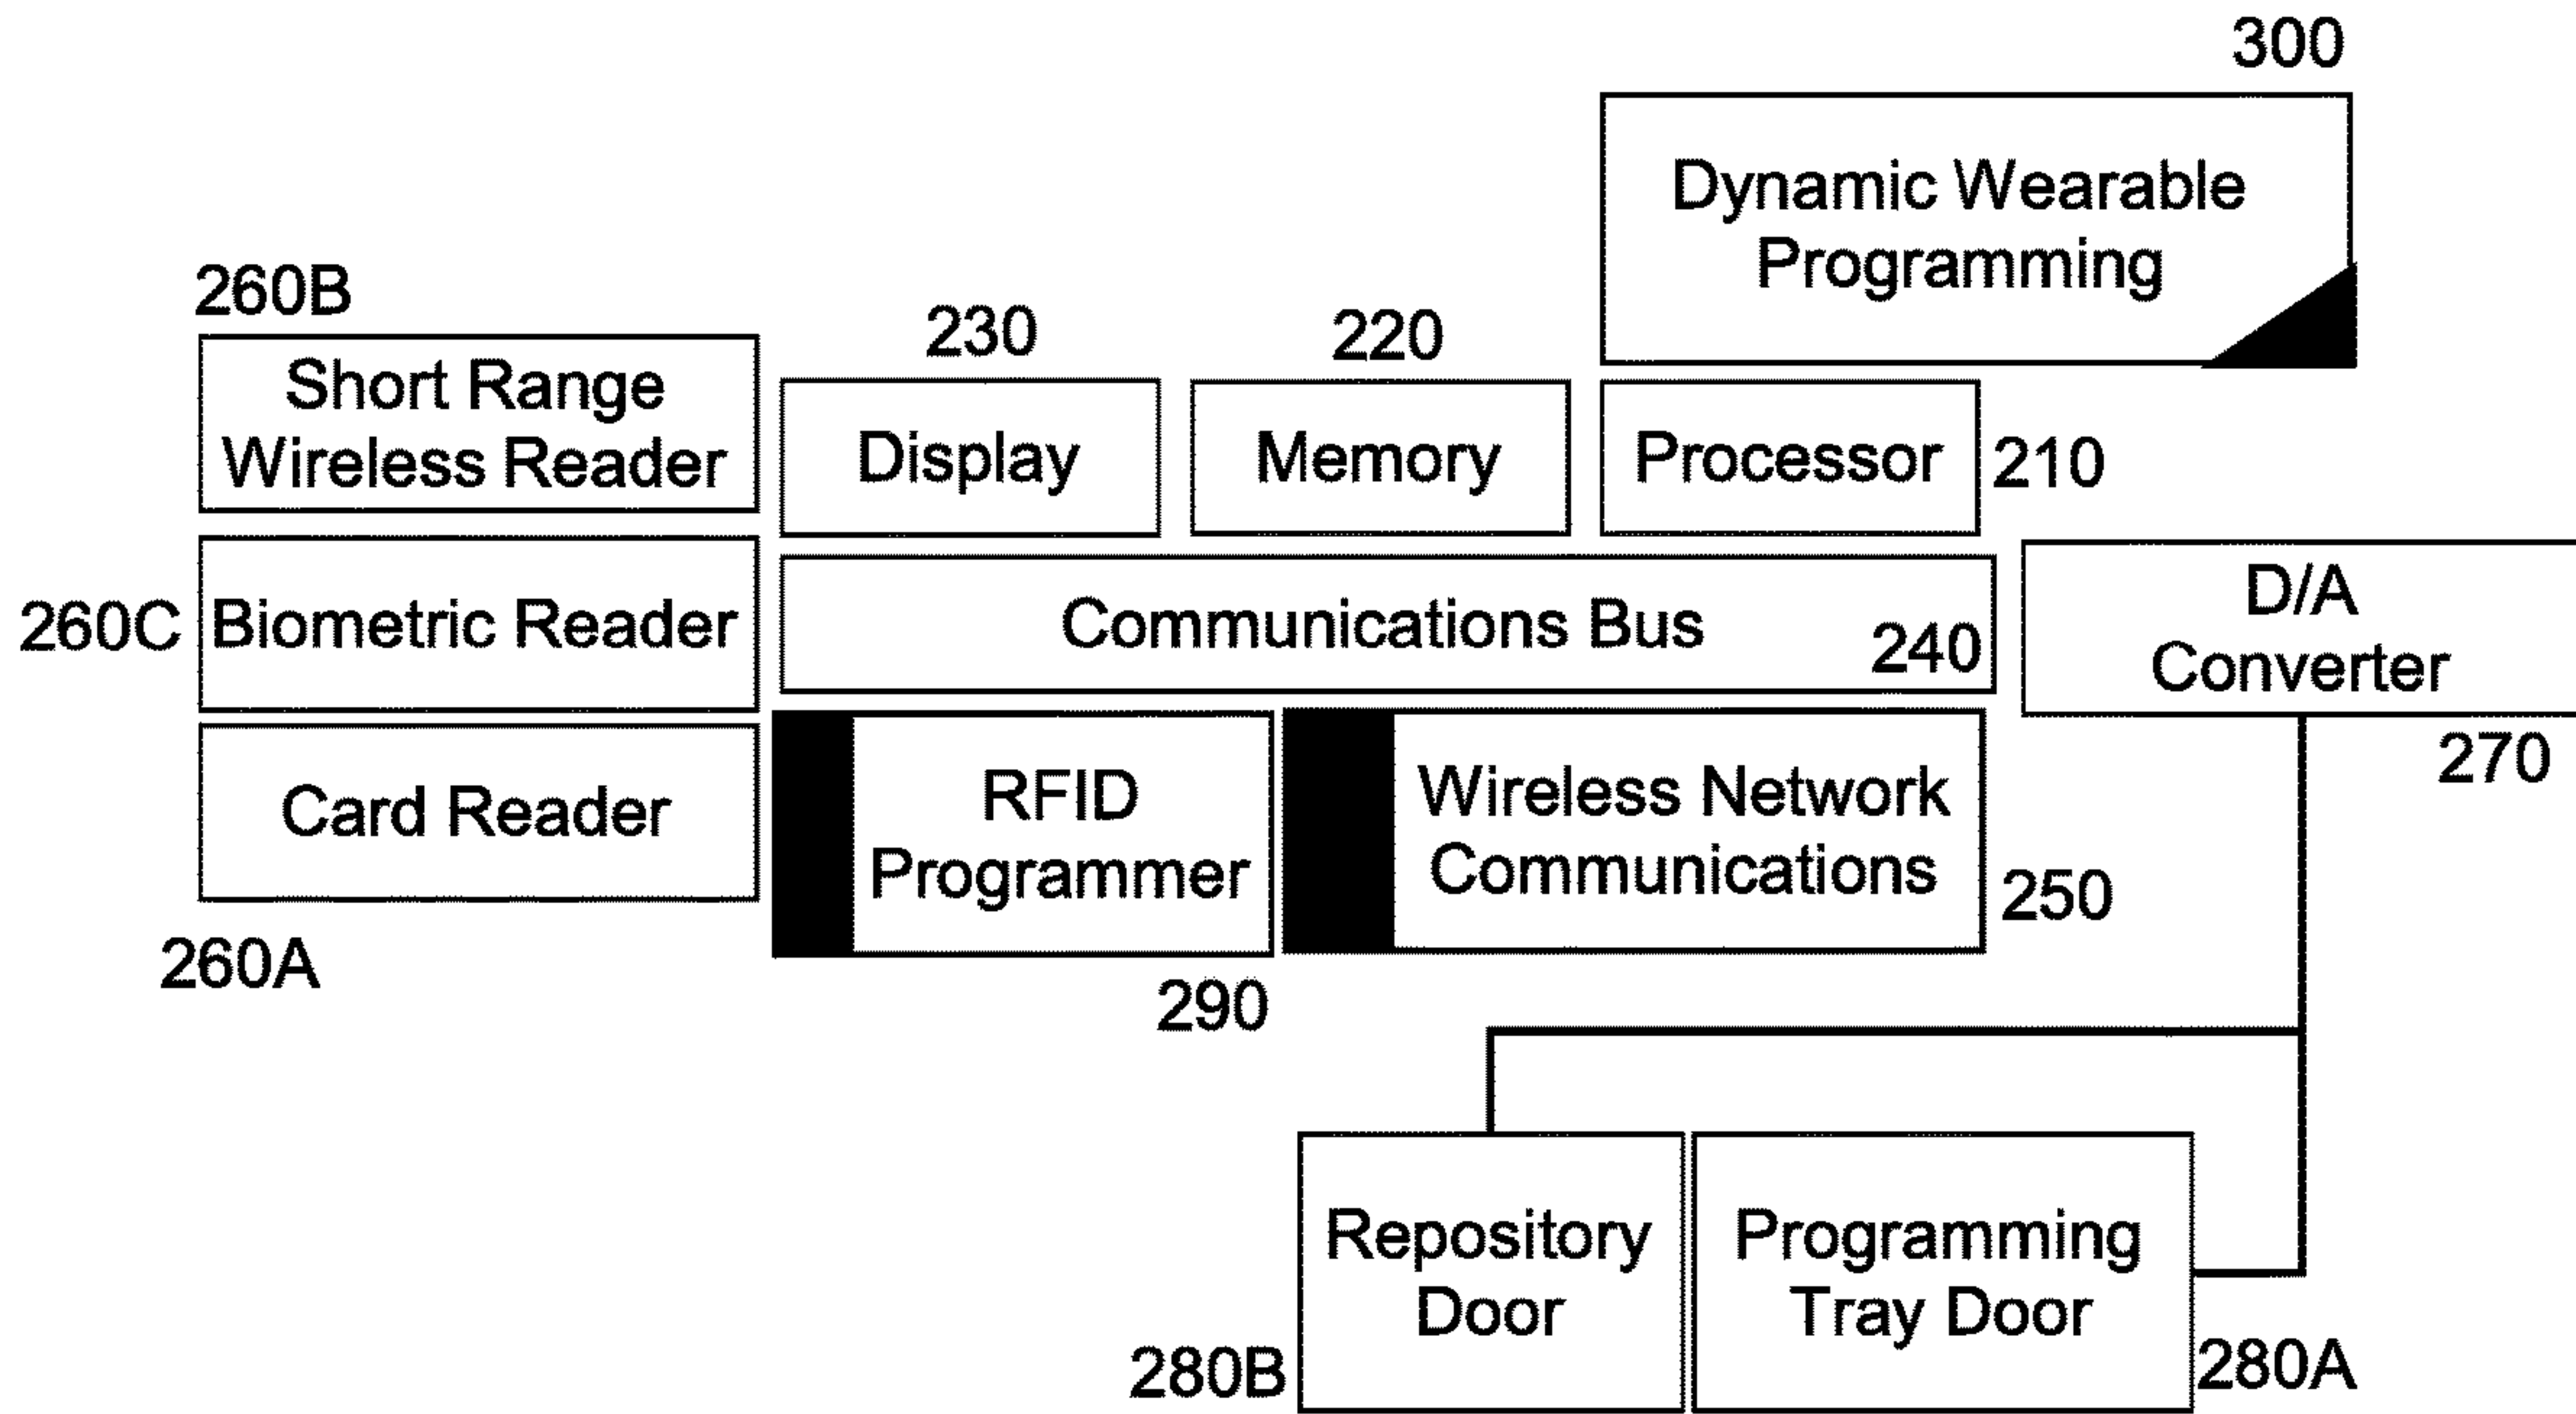 300
Dynamic Wearable
Programming
260B
Short Range
Wireless Reader
230
Display
220
Memory
Processor
210
260C
Biometric Reader
Communications Bus
240
D/A
Converter
270
Card Reader
260A
RFID
Programmer
290
Wireless Network
Communications
250
Repository
Door
280B
Programming
Tray Door
280A